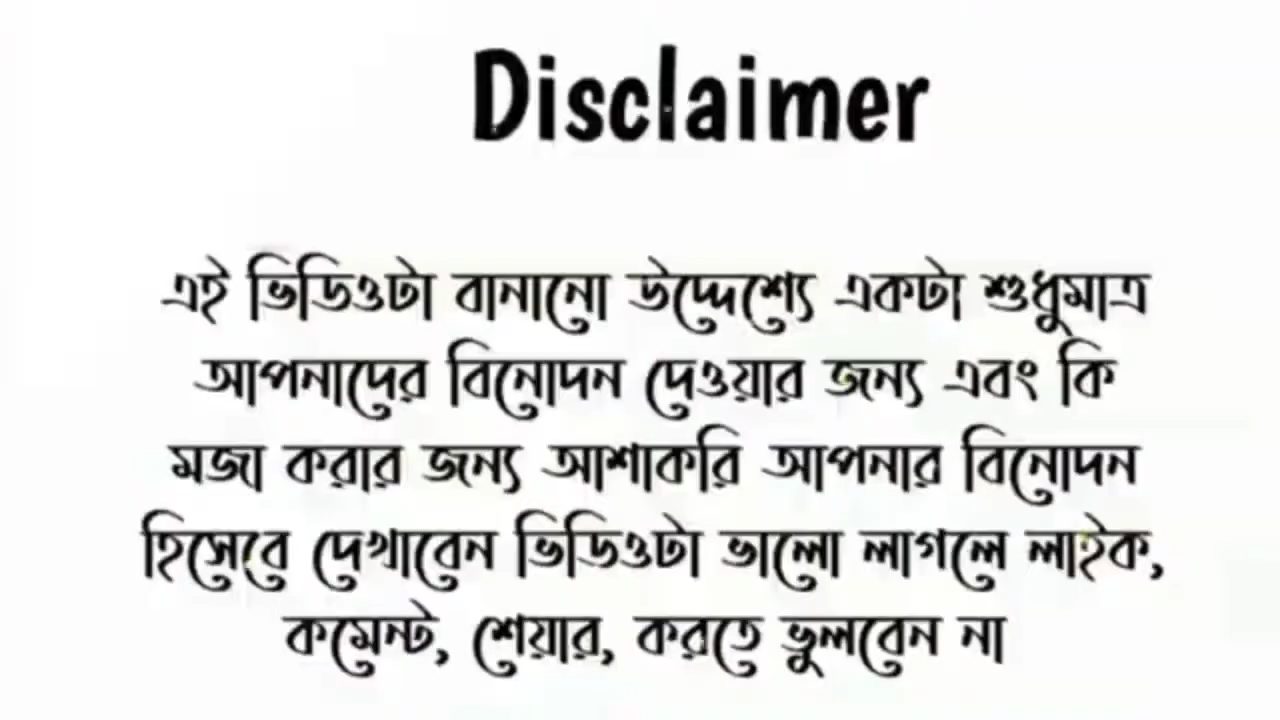 Disclaimer
এই ভিডিওটা বানানো উদ্দেশ্যে একটা শুধুমাত্র
আপনাদের বিনোদন দেওয়ার জন্য এবং কি
মজা করার জন্য আশাকরি আপনার বিনোদন
হিসেবে দেখাবেন ভিডিওটা ভালো লাগলে লাইক,
কমেন্ট, শেয়ার, করতে ভুলবেন না